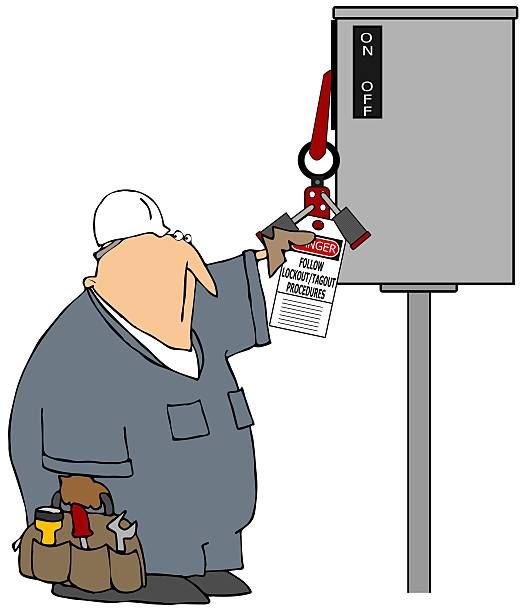 ON
OFF
NGER
FOLLOW
LOCKOUT/TAGOUT
PROCEDURES